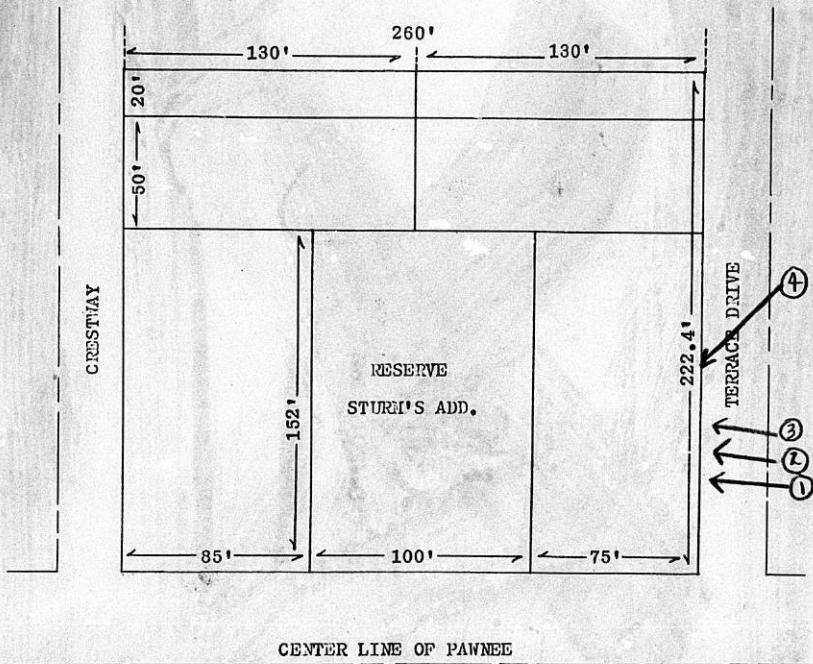 260'
130' 130'
20'
50'
CRESTWAY
TERRACE DRIVE
④
222.4'
RESERVE
STURM'S ADD.
152'
③
②
①
85' 100' 75'
CENTER LINE OF PAWNEE